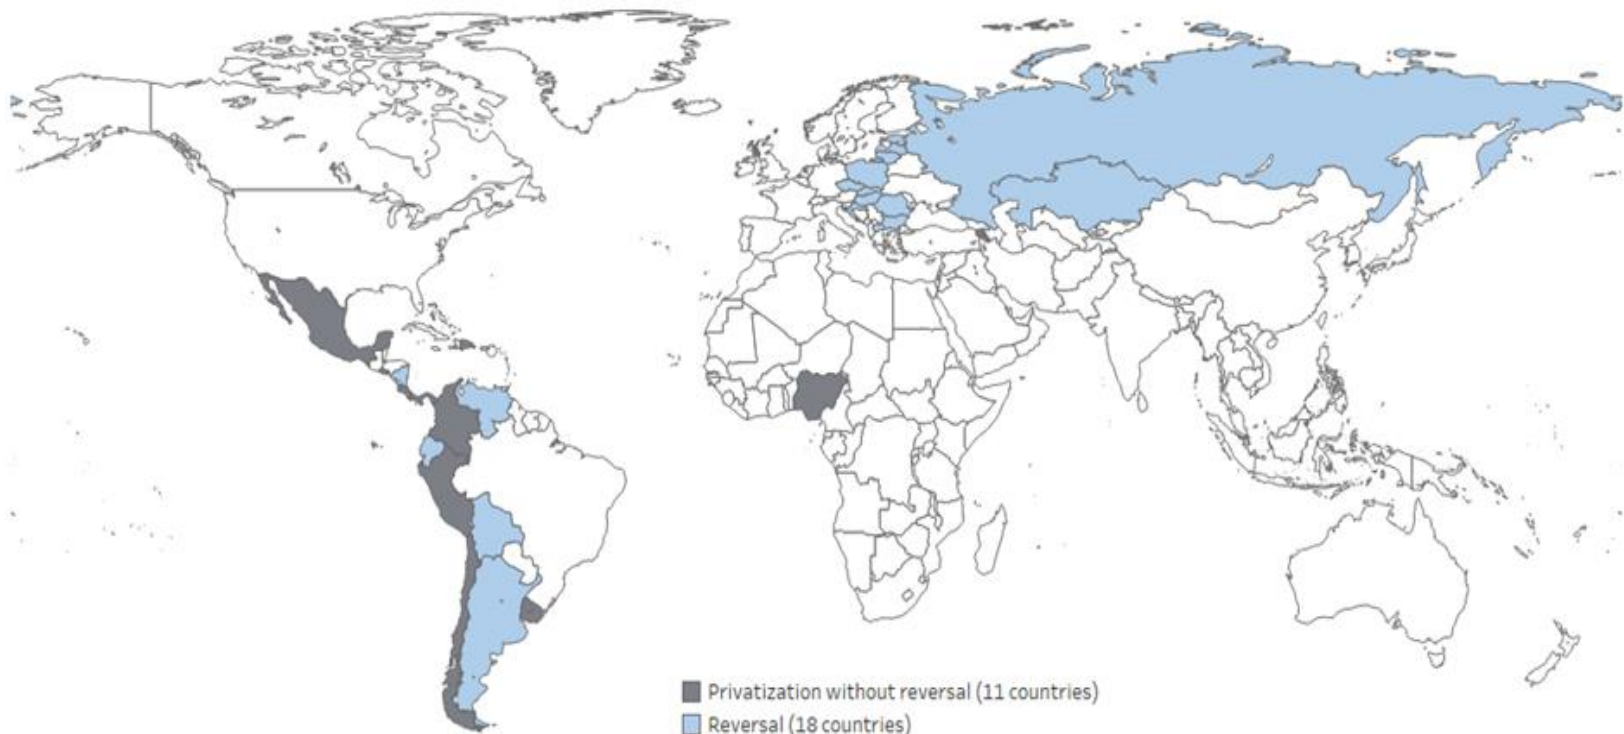 Privatization without reversal (11 countries)
Reversal (18 countries)